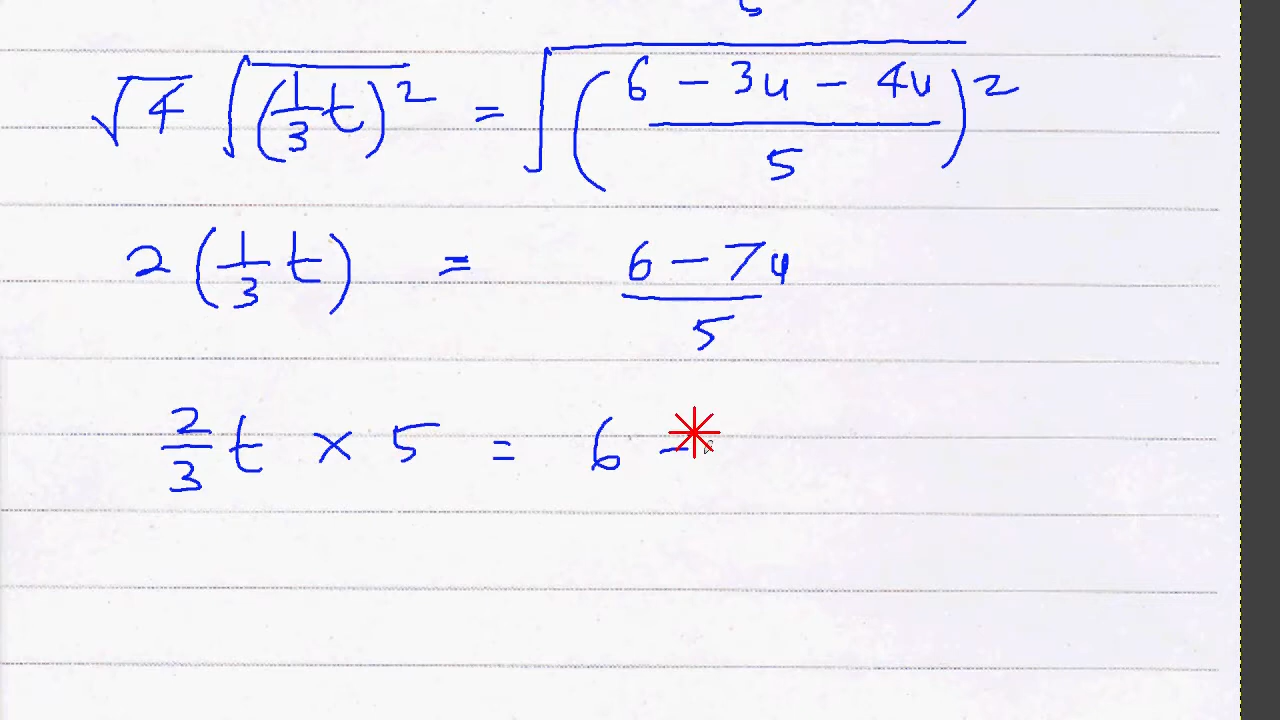 √4 √(1/3 t)² = √((6 - 3u - 4u)/5)²
2 (1/3 t) = (6 - 7u)/5
2/3 t × 5 = 6 -